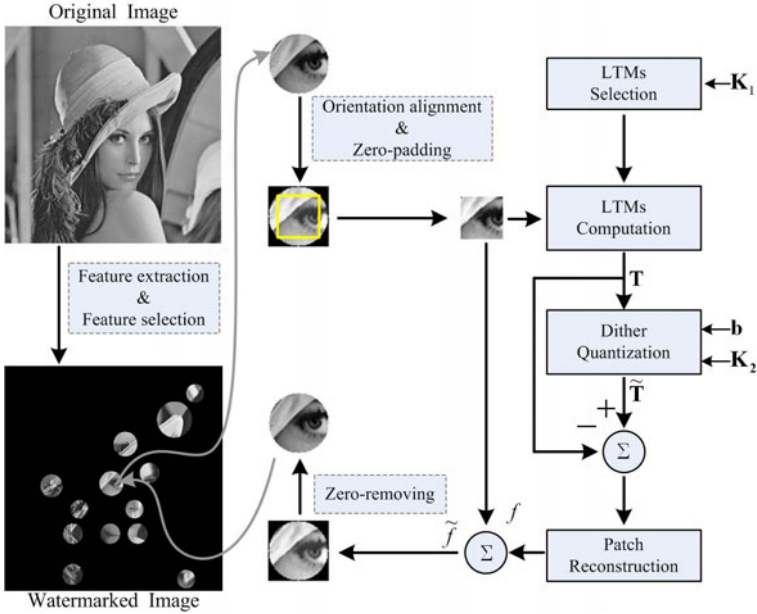 Original Image
LTMs
Selection
K₁
Orientation alignment
&
Zero-padding
LTMs
Computation
Feature extraction
&
Feature selection
T
Dither
Quantization
b
K₂
T̃
− +
Σ
Zero-removing
f
f̃
Σ
Patch
Reconstruction
Watermarked Image